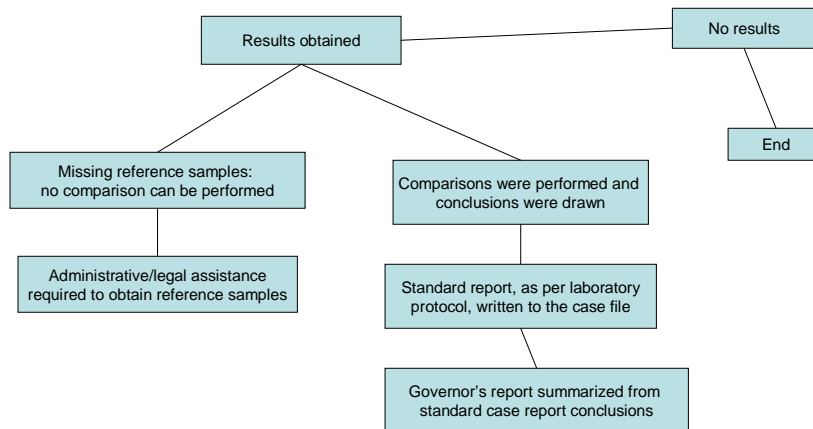 Results obtained
No results
End
Missing reference samples:
no comparison can be performed
Comparisons were performed and
conclusions were drawn
Administrative/legal assistance
required to obtain reference samples
Standard report, as per laboratory
protocol, written to the case file
Governor's report summarized from
standard case report conclusions